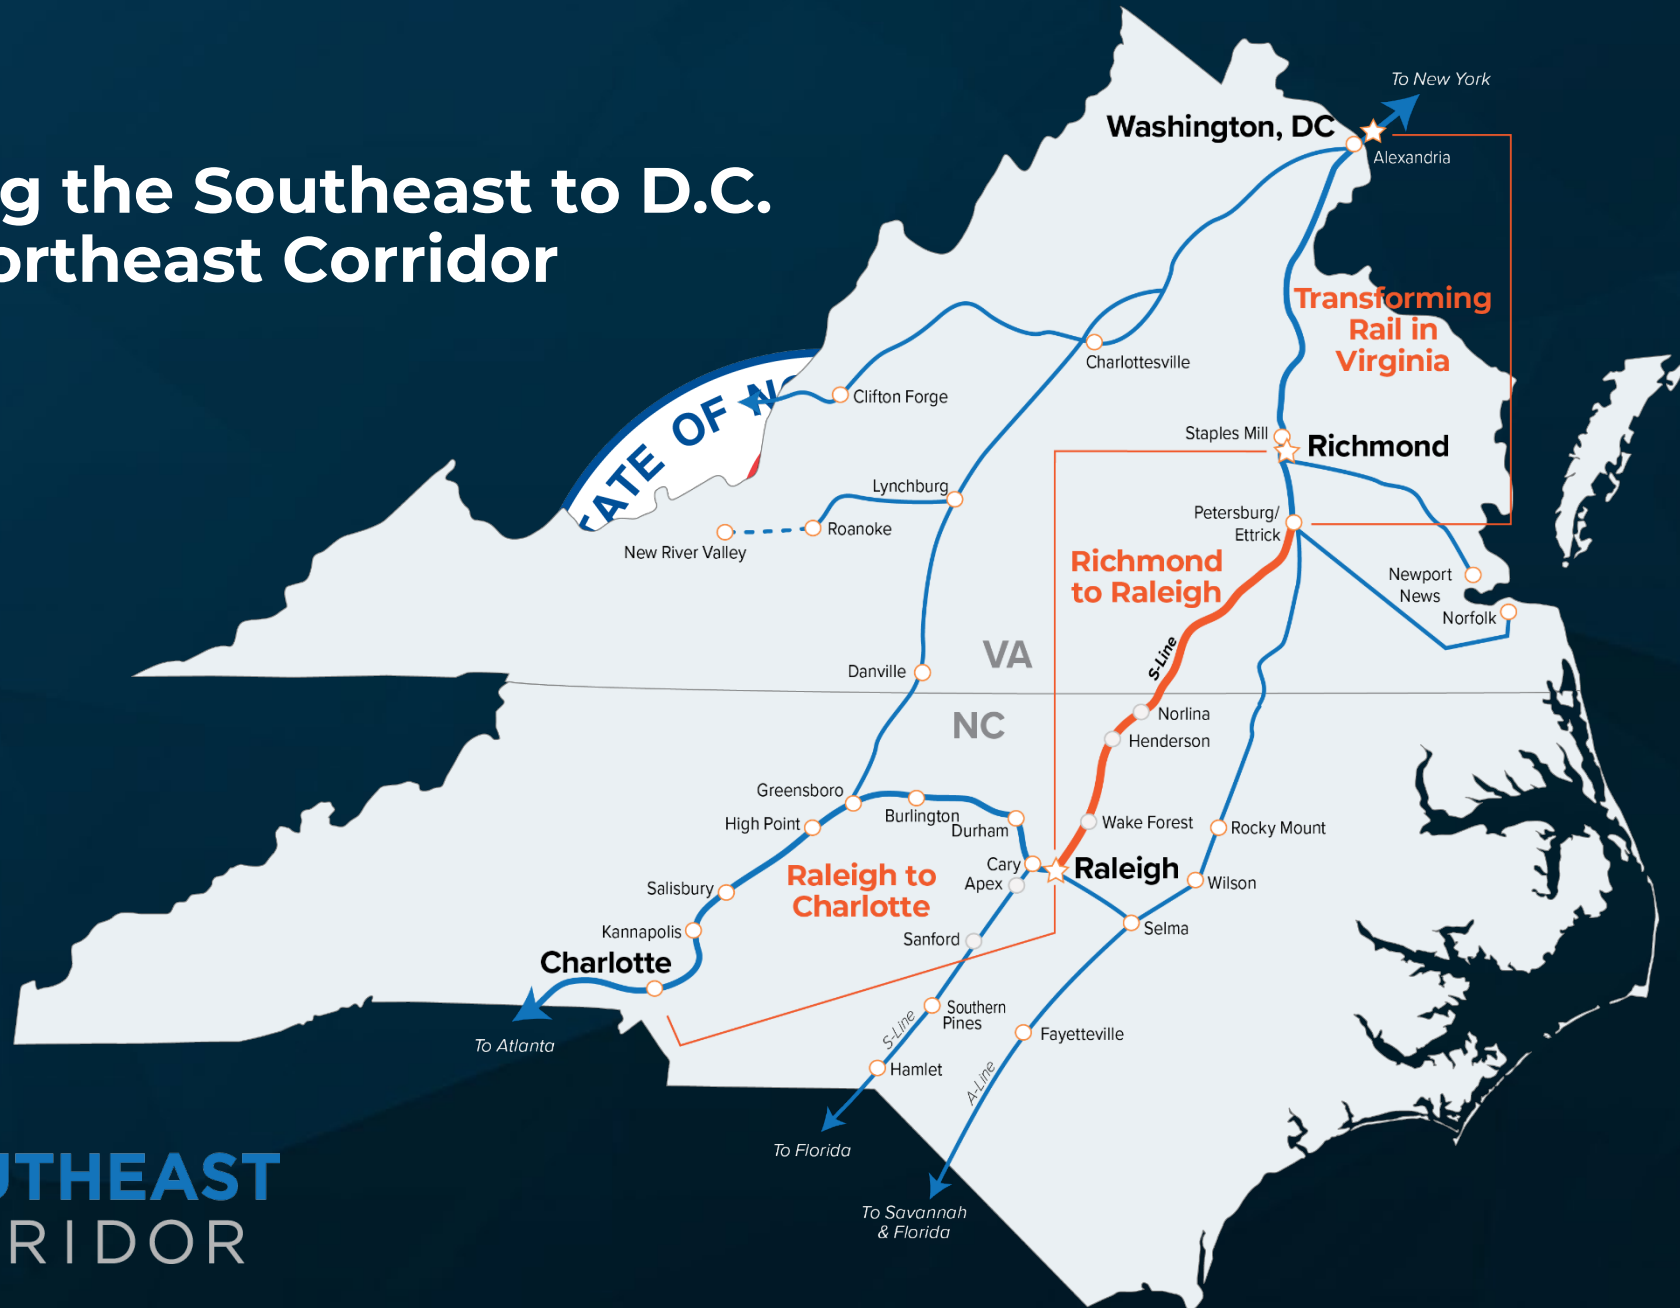 To New York
Washington, DC
Alexandria
g the Southeast to D.C.
ortheast Corridor
Transforming
Rail in
Virginia
Charlottesville
Clifton Forge
ATE OF N
Staples Mill
Richmond
Lynchburg
Roanoke
New River Valley
Petersburg/
Ettrick
Richmond
to Raleigh
Newport
News
Norfolk
S-Line
VA
Danville
NC
Norlina
Henderson
Greensboro
High Point
Burlington
Durham
Wake Forest
Rocky Mount
Cary
Raleigh
Apex
Raleigh to
Charlotte
Wilson
Salisbury
Kannapolis
Sanford
Selma
Charlotte
Southern
Pines
S-Line
Fayetteville
To Atlanta
Hamlet
A-Line
To Florida
UTHEAST
RIDOR
To Savannah
& Florida